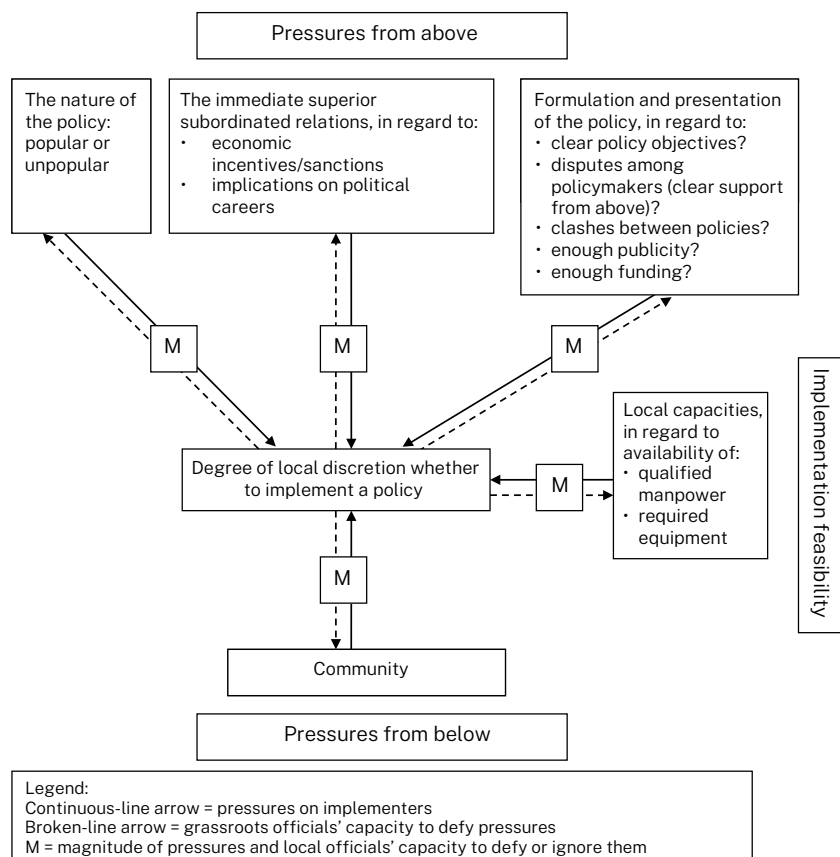 Pressures from above
The nature of
the policy:
popular or
unpopular
The immediate superior
subordinated relations, in regard to:
• economic
incentives/sanctions
• implications on political
careers
Formulation and presentation
of the policy, in regard to:
• clear policy objectives?
• disputes among
policymakers (clear support
from above)?
• clashes between policies?
• enough publicity?
• enough funding?
M
M
M
Implementation feasibility
Local capacities,
in regard to
availability of:
• qualified
manpower
• required
equipment
Degree of local discretion whether
to implement a policy
M
M
Community
Pressures from below
Legend:
Continuous-line arrow = pressures on implementers
Broken-line arrow = grassroots officials’ capacity to defy pressures
M = magnitude of pressures and local officials’ capacity to defy or ignore them